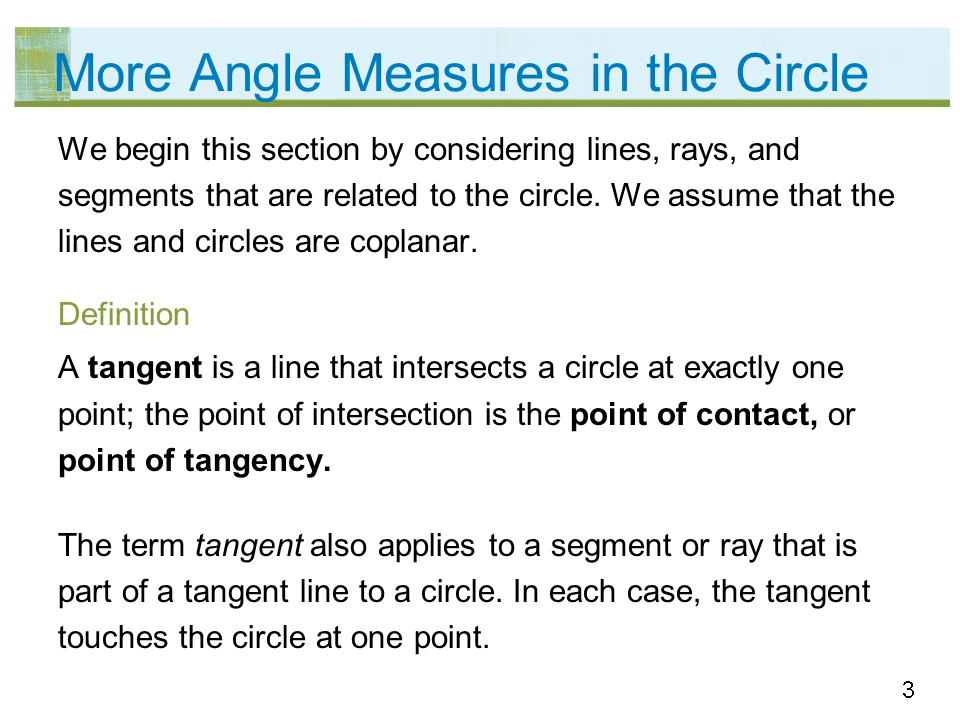 More Angle Measures in the Circle
We begin this section by considering lines, rays, and
segments that are related to the circle. We assume that the
lines and circles are coplanar.
Definition
A tangent is a line that intersects a circle at exactly one
point; the point of intersection is the point of contact, or
point of tangency.
The term tangent also applies to a segment or ray that is
part of a tangent line to a circle. In each case, the tangent
touches the circle at one point.
3